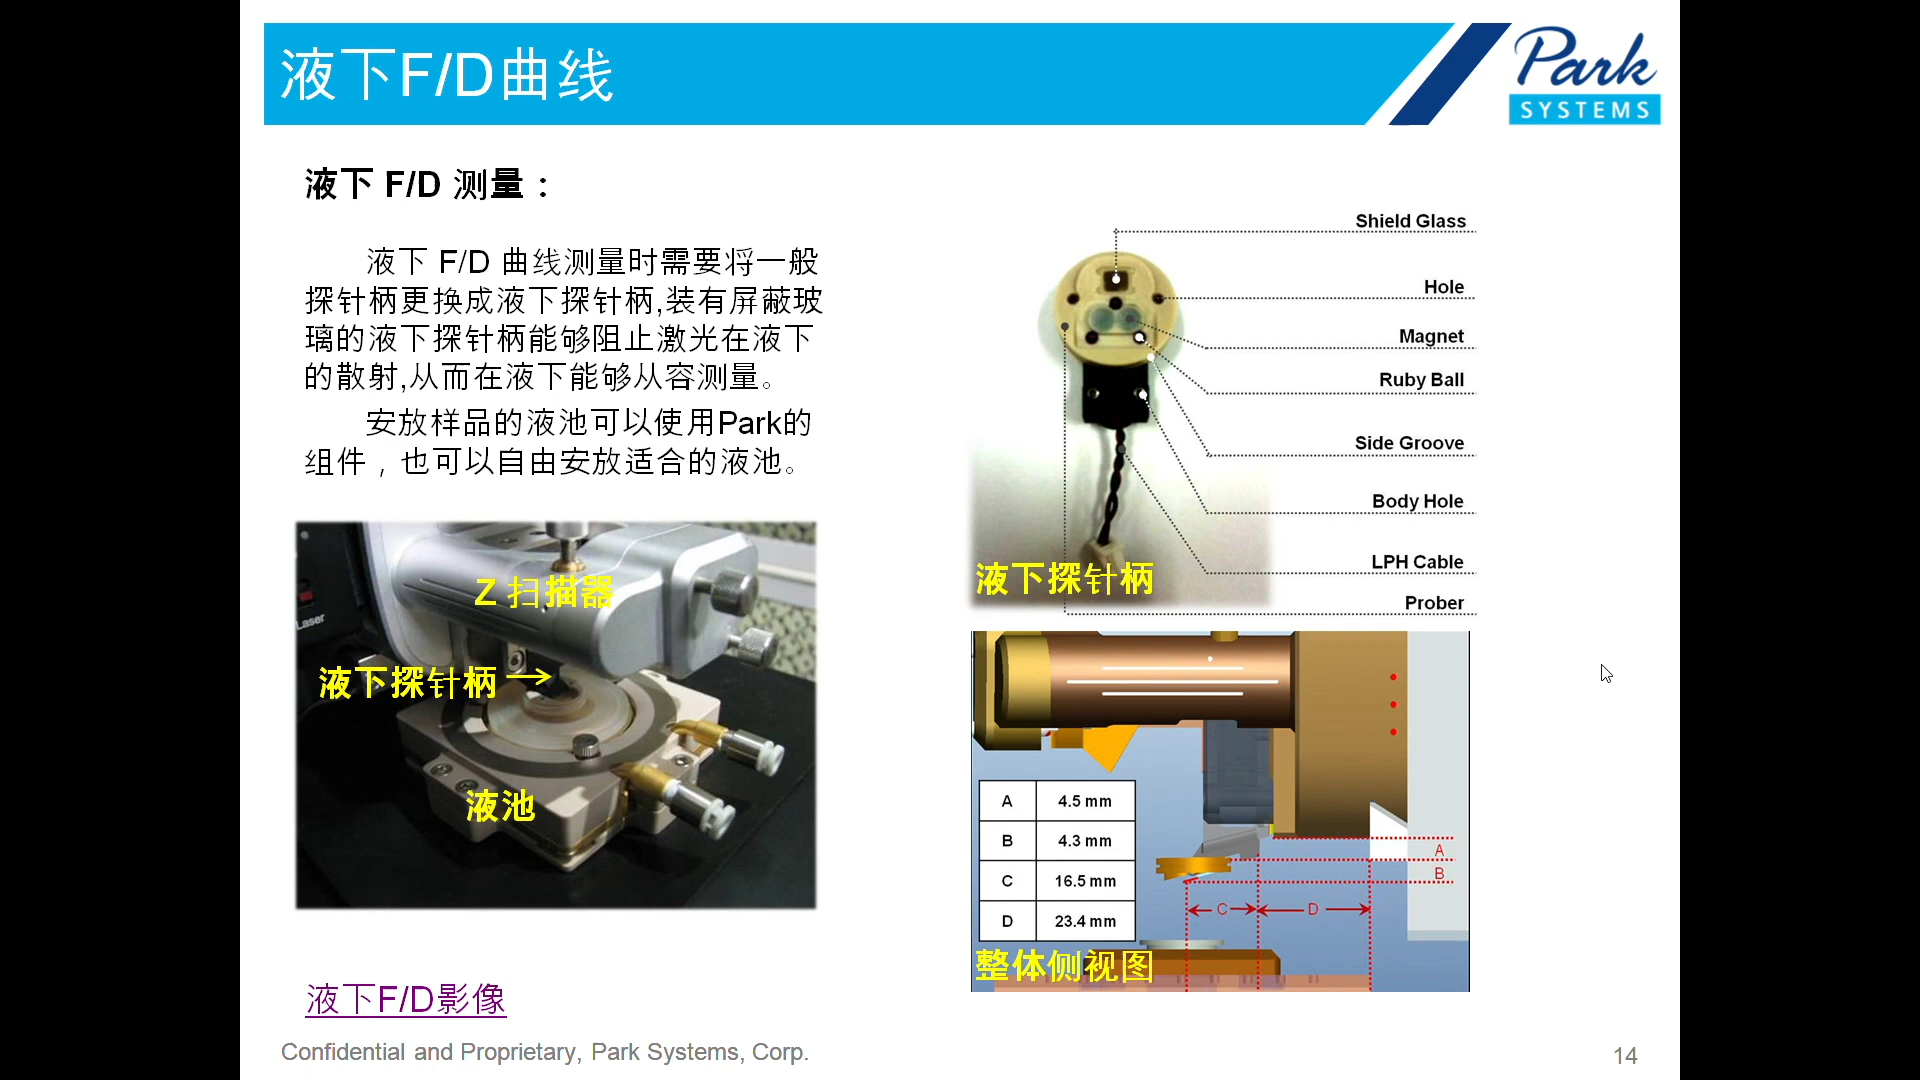 液下F/D曲线
Park
SYSTEMS
液下 F/D 测量：
液下 F/D 曲线测量时需要将一般
探针柄更换成液下探针柄,装有屏蔽玻
璃的液下探针柄能够阻止激光在液下
的散射,从而在液下能够从容测量。
安放样品的液池可以使用Park的
组件，也可以自由安放适合的液池。
Laser
Z 扫描器
液下探针柄
液池
Shield Glass
Hole
Magnet
Ruby Ball
Side Groove
Body Hole
LPH Cable
Prober
液下探针柄
A 4.5 mm
B 4.3 mm
C 16.5 mm
D 23.4 mm
A
B
C
D
整体侧视图
液下F/D影像
Confidential and Proprietary, Park Systems, Corp.
14